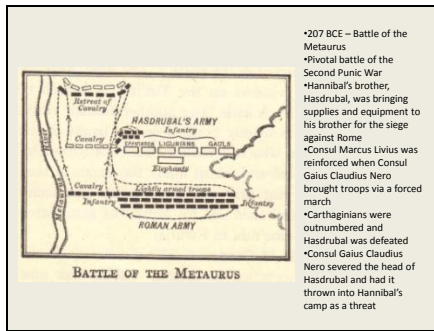 Retreat of
Cavalry
HASDRUBAL'S ARMY
Infantry
Cavalry
LIGURIANS
GAULS
Elephants
River
Metaurus
Cavalry
Lightly armed troops
Infantry
Infantry
ROMAN ARMY
BATTLE OF THE METAURUS
•207 BCE – Battle of the
Metaurus
•Pivotal battle of the
Second Punic War
•Hannibal's brother,
Hasdrubal, was bringing
supplies and equipment to
his brother for the siege
against Rome
•Consul Marcus Livius was
reinforced when Consul
Gaius Claudius Nero
brought troops via a forced
march
•Carthaginians were
outnumbered and
Hasdrubal was defeated
•Consul Gaius Claudius
Nero severed the head of
Hasdrubal and had it
thrown into Hannibal's
camp as a threat